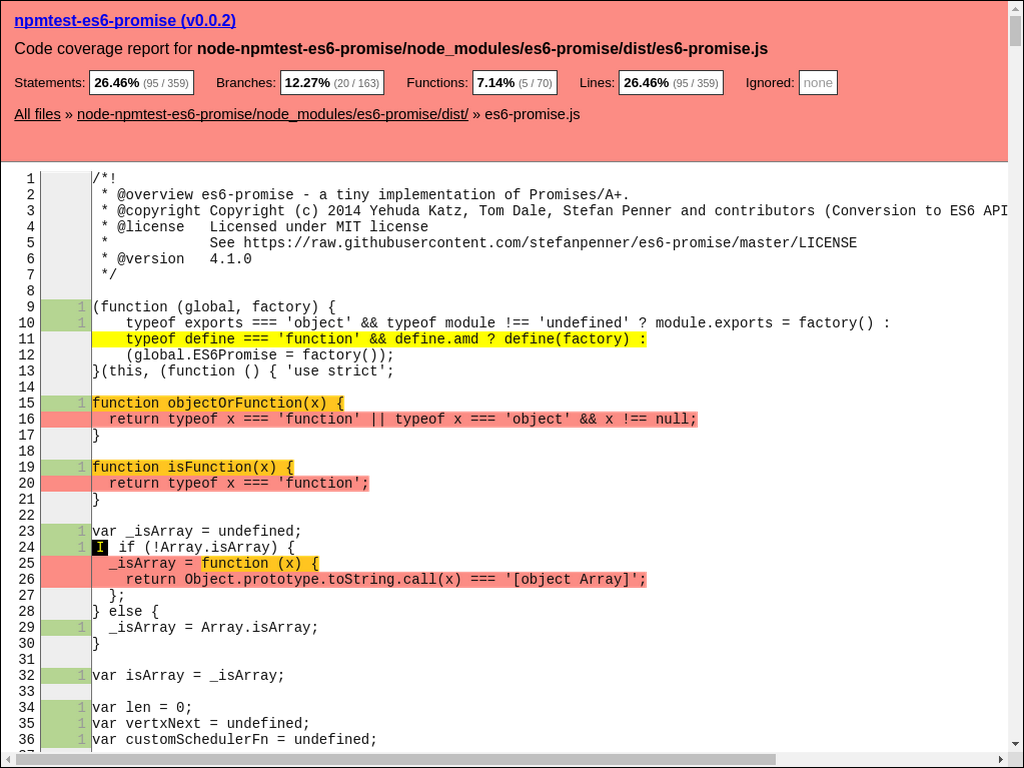 npmtest-es6-promise (v0.0.2)
Code coverage report for node-npmtest-es6-promise/node_modules/es6-promise/dist/es6-promise.js
Statements: 26.46% (95 / 359) Branches: 12.27% (20 / 163) Functions: 7.14% (5 / 70) Lines: 26.46% (95 / 359) Ignored: none
All files » node-npmtest-es6-promise/node_modules/es6-promise/dist/ » es6-promise.js
1 /*!
2  * @overview es6-promise - a tiny implementation of Promises/A+.
3  * @copyright Copyright (c) 2014 Yehuda Katz, Tom Dale, Stefan Penner and contributors (Conversion to ES6 API
4  * @license   Licensed under MIT license
5  *            See https://raw.githubusercontent.com/stefanpenner/es6-promise/master/LICENSE
6  * @version   4.1.0
7  */
8
9 1 (function (global, factory) {
10 1     typeof exports === 'object' && typeof module !== 'undefined' ? module.exports = factory() :
11     typeof define === 'function' && define.amd ? define(factory) :
12     (global.ES6Promise = factory());
13 }(this, (function () { 'use strict';
14
15 1 function objectOrFunction(x) {
16   return typeof x === 'function' || typeof x === 'object' && x !== null;
17 }
18
19 1 function isFunction(x) {
20   return typeof x === 'function';
21 }
22
23 1 var _isArray = undefined;
24 1 I if (!Array.isArray) {
25   _isArray = function (x) {
26     return Object.prototype.toString.call(x) === '[object Array]';
27   };
28 } else {
29 1   _isArray = Array.isArray;
30 }
31
32 1 var isArray = _isArray;
33
34 1 var len = 0;
35 1 var vertxNext = undefined;
36 1 var customSchedulerFn = undefined;